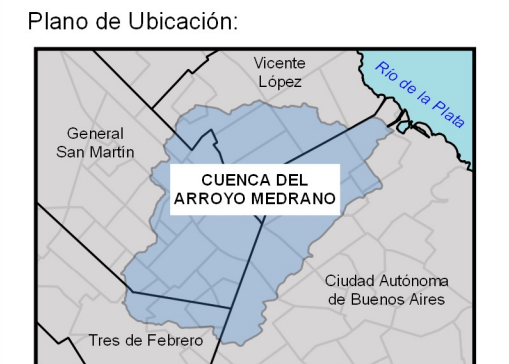 Plano de Ubicación:
Vicente
López
Río de la Plata
General
San Martin
CUENCA DEL
ARROYO MEDRANO
Ciudad Autónoma
de Buenos Aires
Tres de Febrero